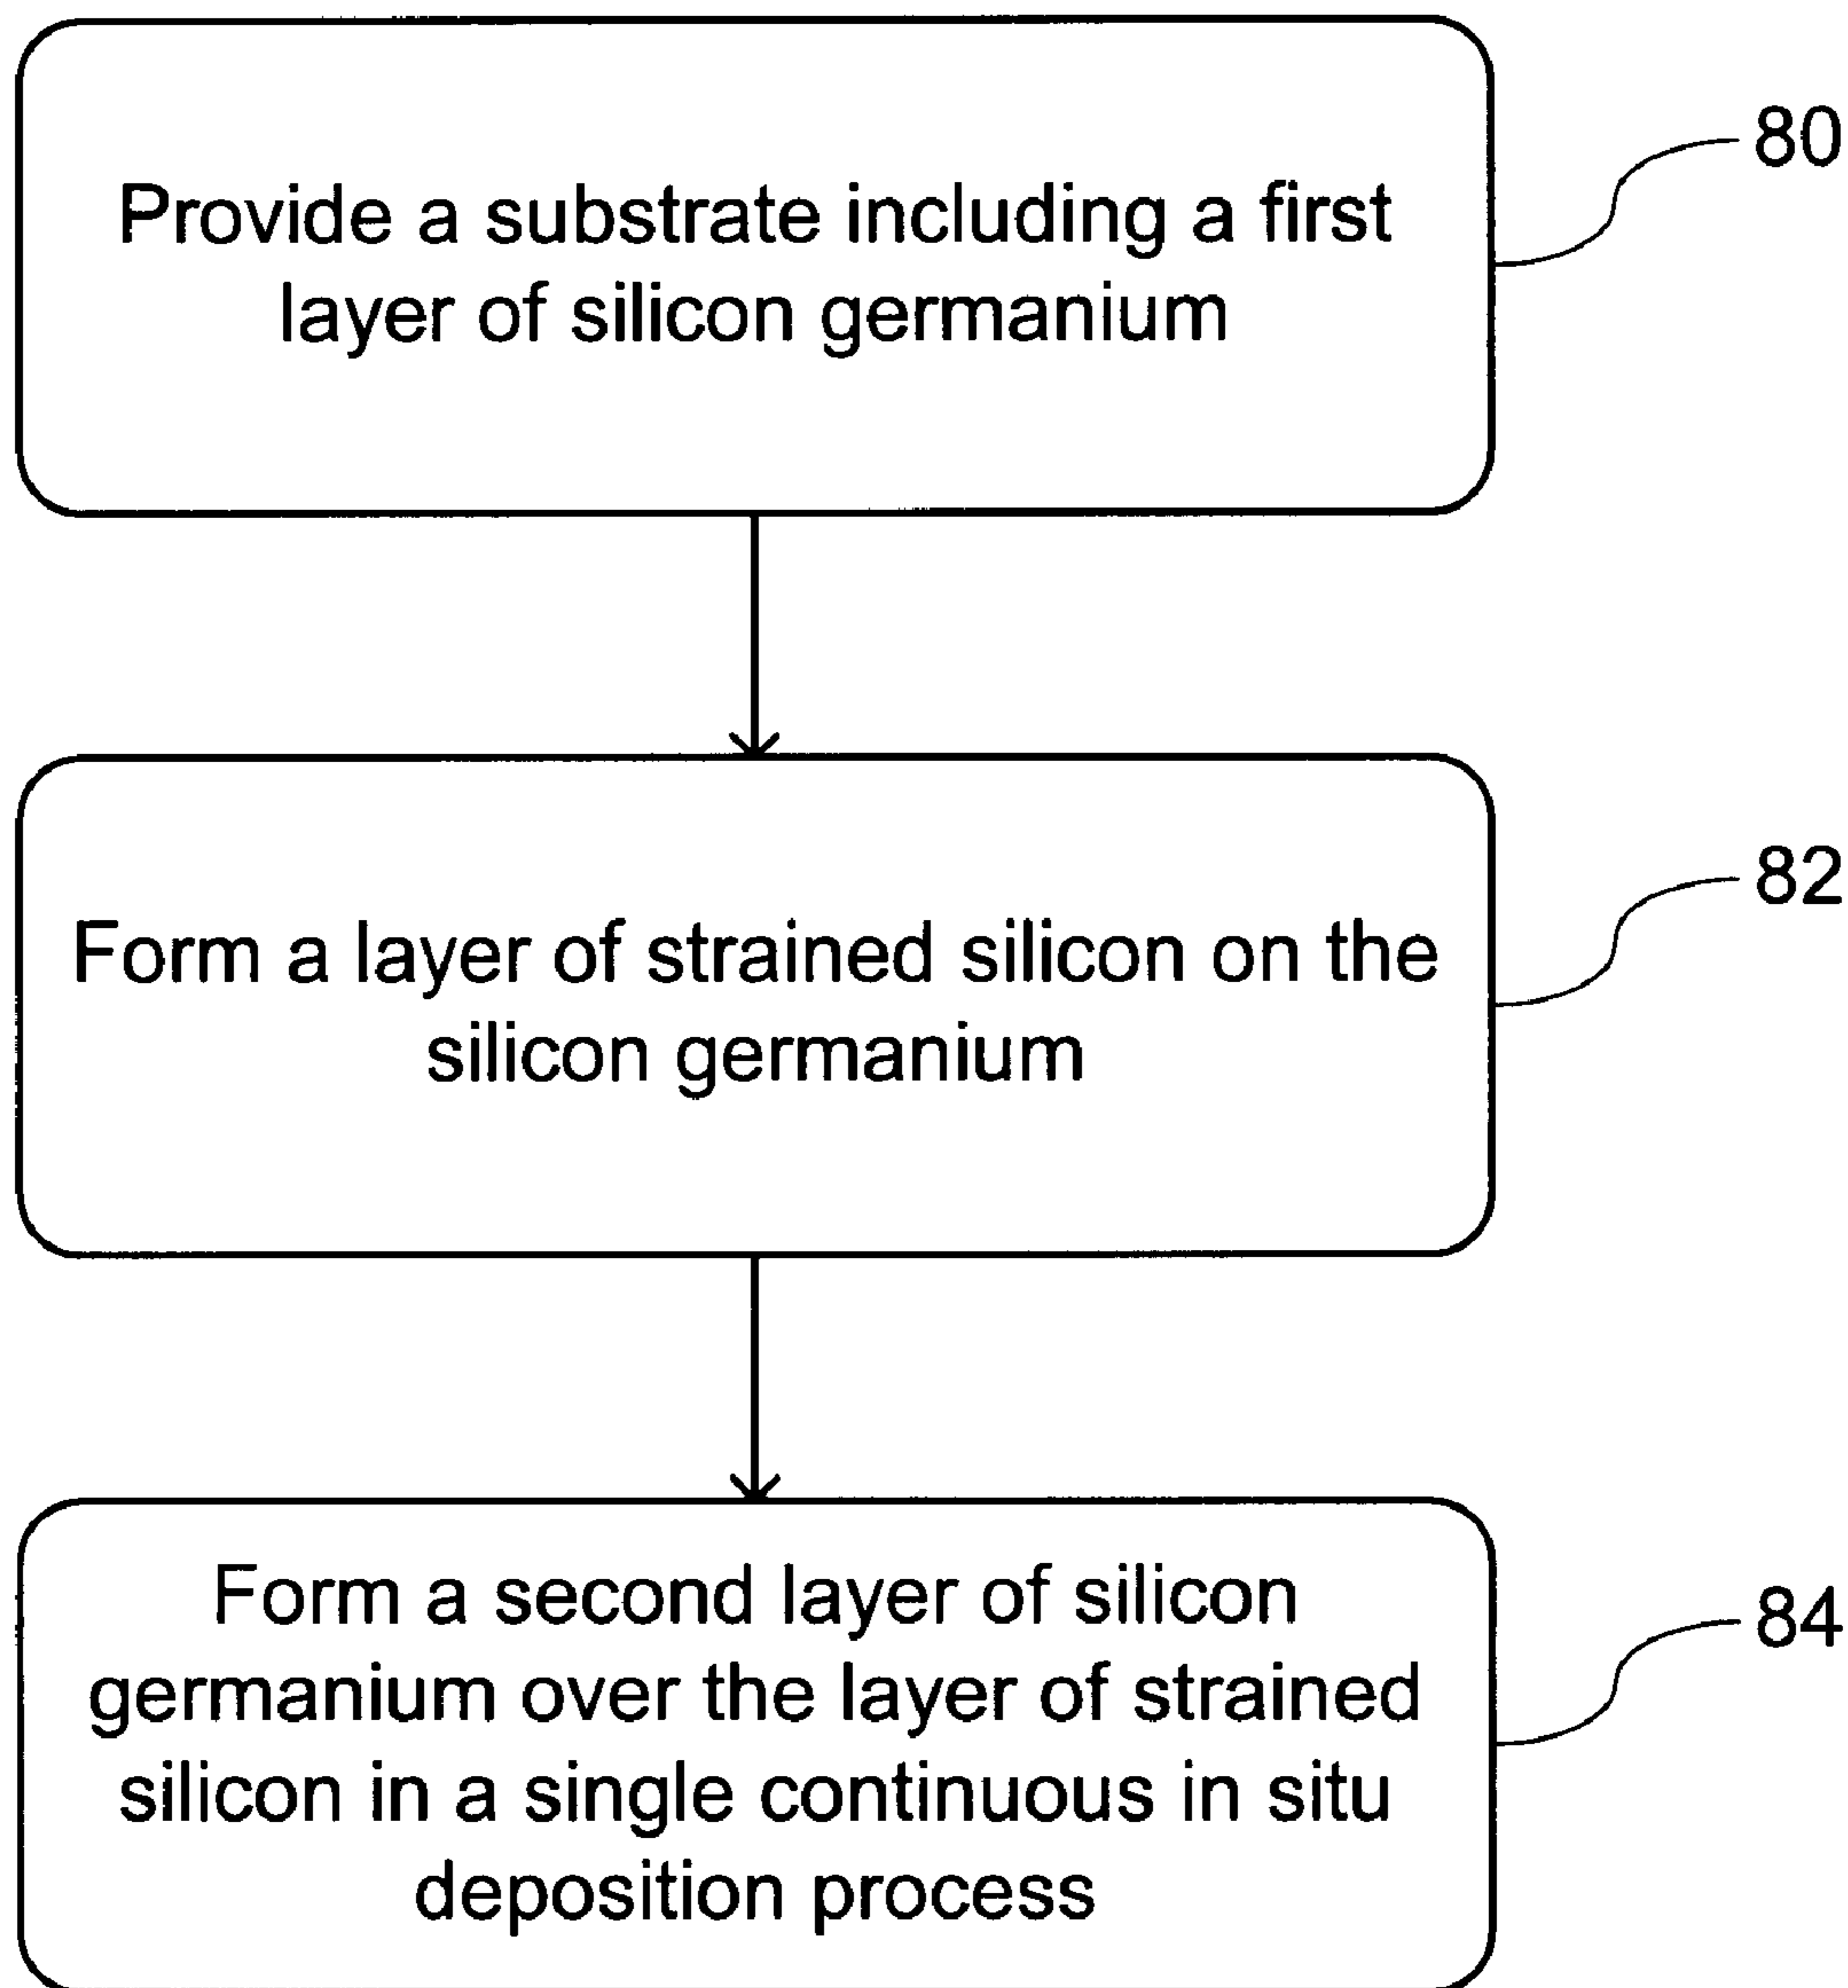 Provide a substrate including a first
layer of silicon germanium
80
Form a layer of strained silicon on the
silicon germanium
82
Form a second layer of silicon
germanium over the layer of strained
silicon in a single continuous in situ
deposition process
84